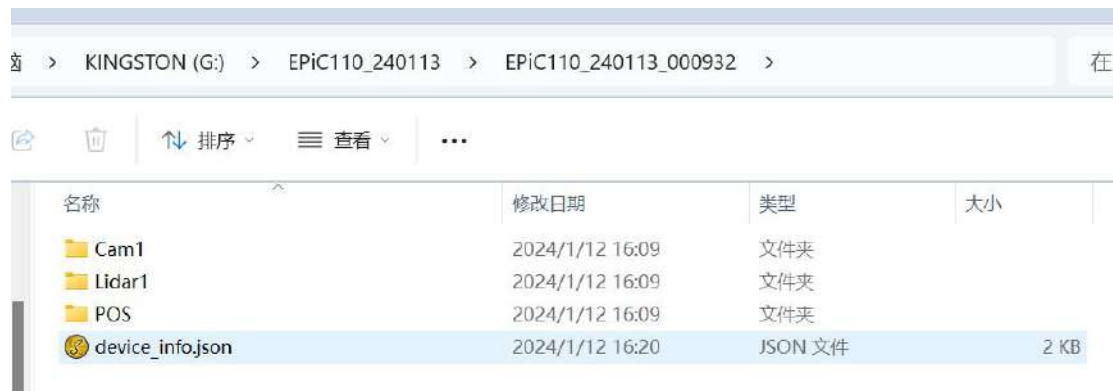 脑 > KINGSTON (G:) > EPiC110_240113 > EPiC110_240113_000932 > 在
排序 查看 •••
名称 修改日期 类型 大小
Cam1 2024/1/12 16:09 文件夹
Lidar1 2024/1/12 16:09 文件夹
POS 2024/1/12 16:09 文件夹
device_info.json 2024/1/12 16:20 JSON 文件 2 KB